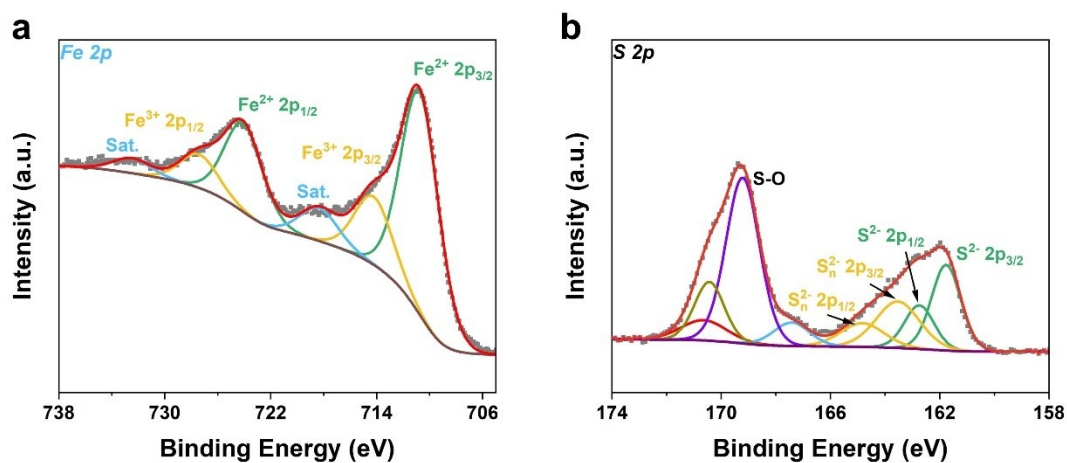 a
Fe 2p
Fe²⁺ 2p₃/₂
Fe²⁺ 2p₁/₂
Fe³⁺ 2p₁/₂
Sat.
Fe³⁺ 2p₃/₂
Sat.
Intensity (a.u.)
738 730 722 714 706
Binding Energy (eV)
b
S 2p
S-O
S²⁻ 2p₁/₂
S²⁻ 2p₃/₂
Sₙ²⁻ 2p₃/₂
Sₙ²⁻ 2p₁/₂
Intensity (a.u.)
174 170 166 162 158
Binding Energy (eV)